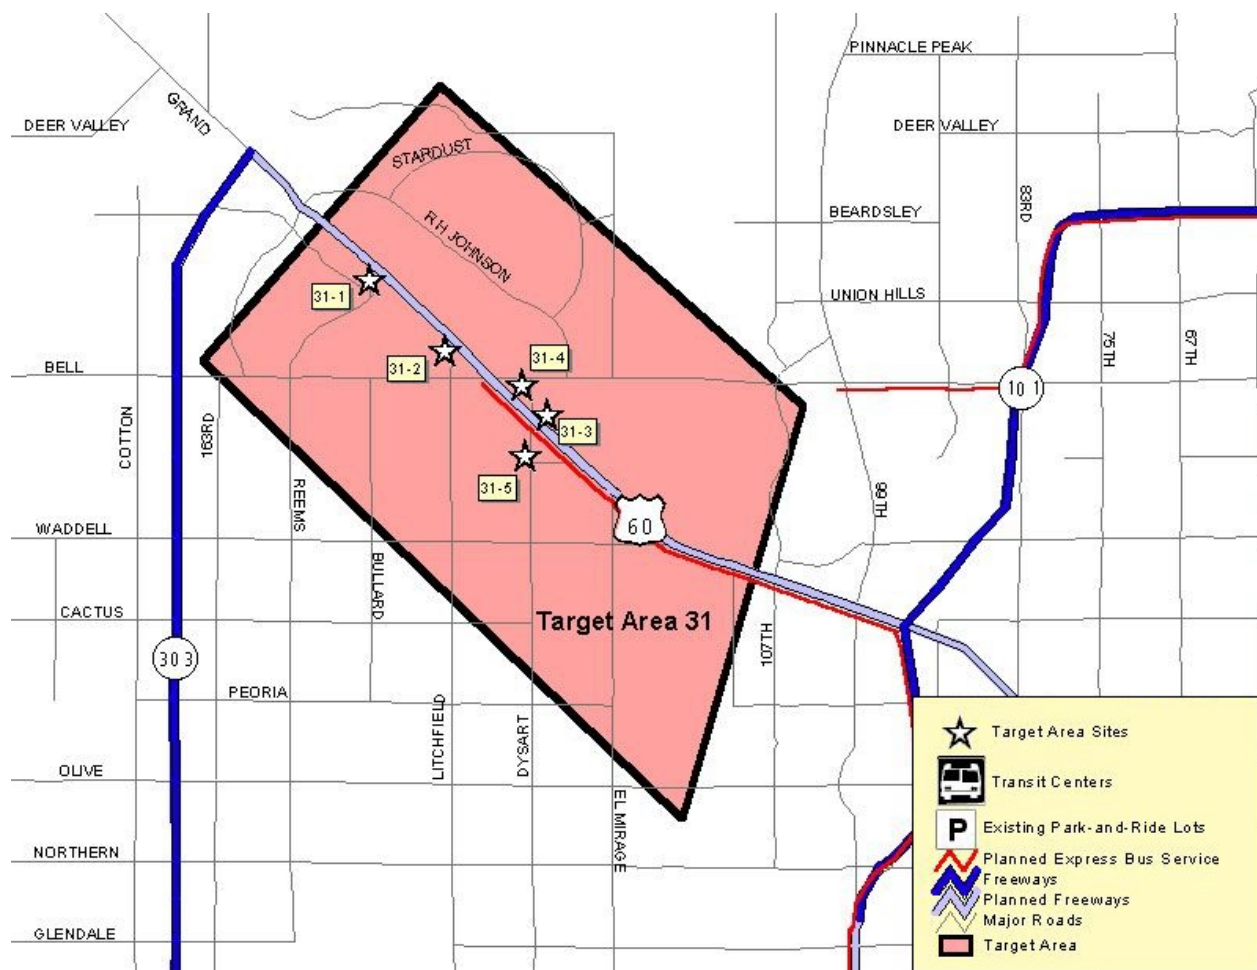 PINNACLE PEAK
GRAND
DEER VALLEY
DEER VALLEY
STARDUST
83RD
BEARDSLEY
R H JOHNSON
31-1
UNION HILLS
75TH
67TH
31-4
BELL
31-2
101
COTTON
163RD
31-3
31-5
REEMS
99TH
60
WADDELL
BULLARD
CACTUS
Target Area 31
107TH
303
PEORIA
LITCHFIELD
DYSART
OLIVE
EL MIRAGE
NORTHERN
GLENDALE
Target Area Sites
Transit Centers
P
Existing Park-and-Ride Lots
Planned Express Bus Service
Freeways
Planned Freeways
Major Roads
Target Area